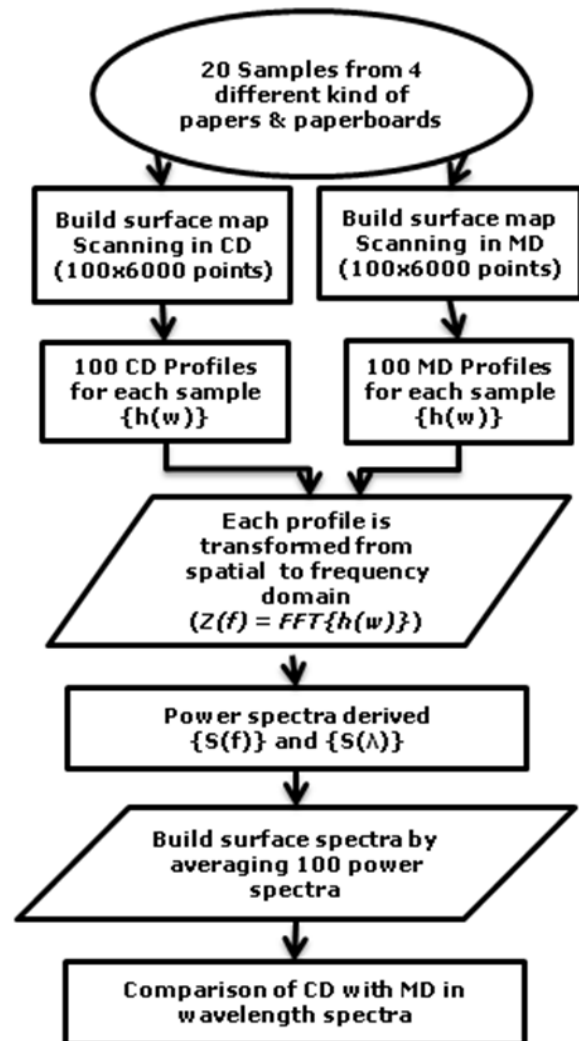 20 Samples from 4
different kind of
papers & paperboards
Build surface map
Scanning in CD
(100x6000 points)
Build surface map
Scanning in MD
(100x6000 points)
100 CD Profiles
for each sample
{h(w)}
100 MD Profiles
for each sample
{h(w)}
Each profile is
transformed from
spatial to frequency
domain
(Z(f) = FFT{h(w)})
Power spectra derived
{S(f)} and {S(λ)}
Build surface spectra by
averaging 100 power
spectra
Comparison of CD with MD in
wavelength spectra